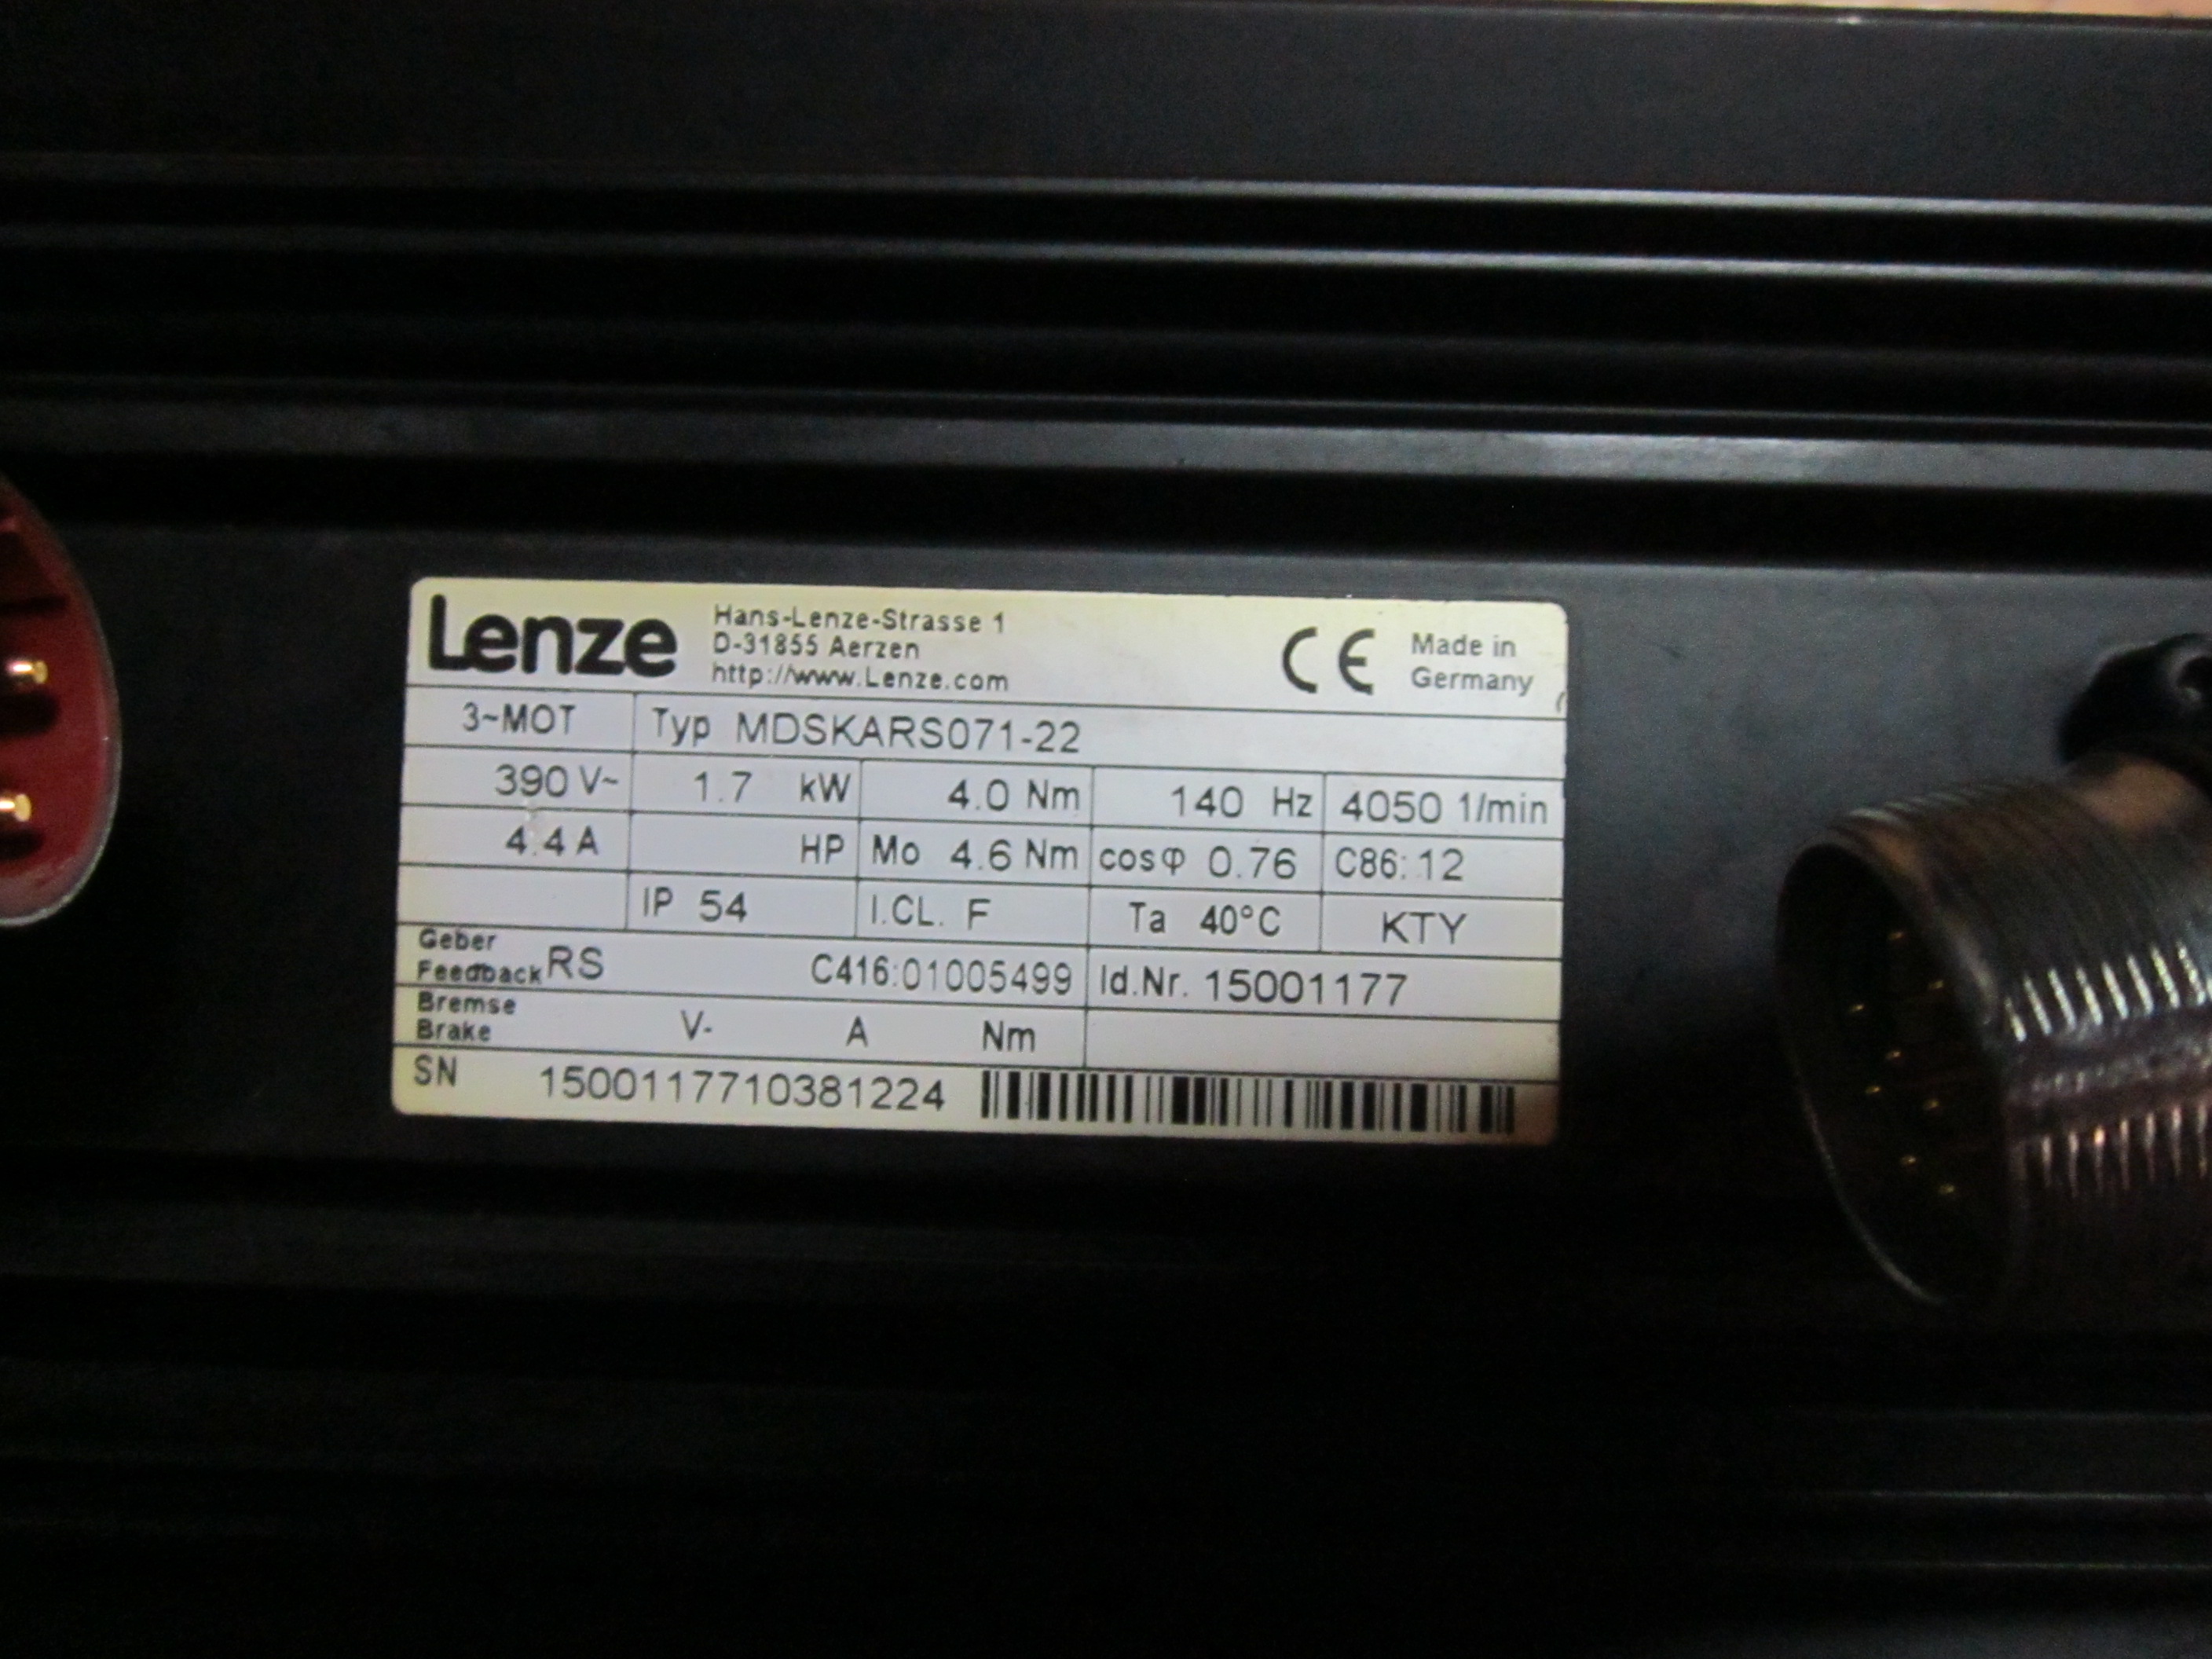 Lenze
Hans-Lenze-Strasse 1
D-31855 Aerzen
http://www.Lenze.com
CE
Made in
Germany
3~MOT Typ MDSKARS071-22
390 V~ 1.7 kW 4.0 Nm 140 Hz 4050 1/min
4.4 A HP Mo 4.6 Nm cosφ 0.76 C86: 12
IP 54 I.CL. F Ta 40°C KTY
Geber
Feedback RS C416:01005499 Id.Nr. 15001177
Bremse
Brake V- A Nm
SN 1500117710381224